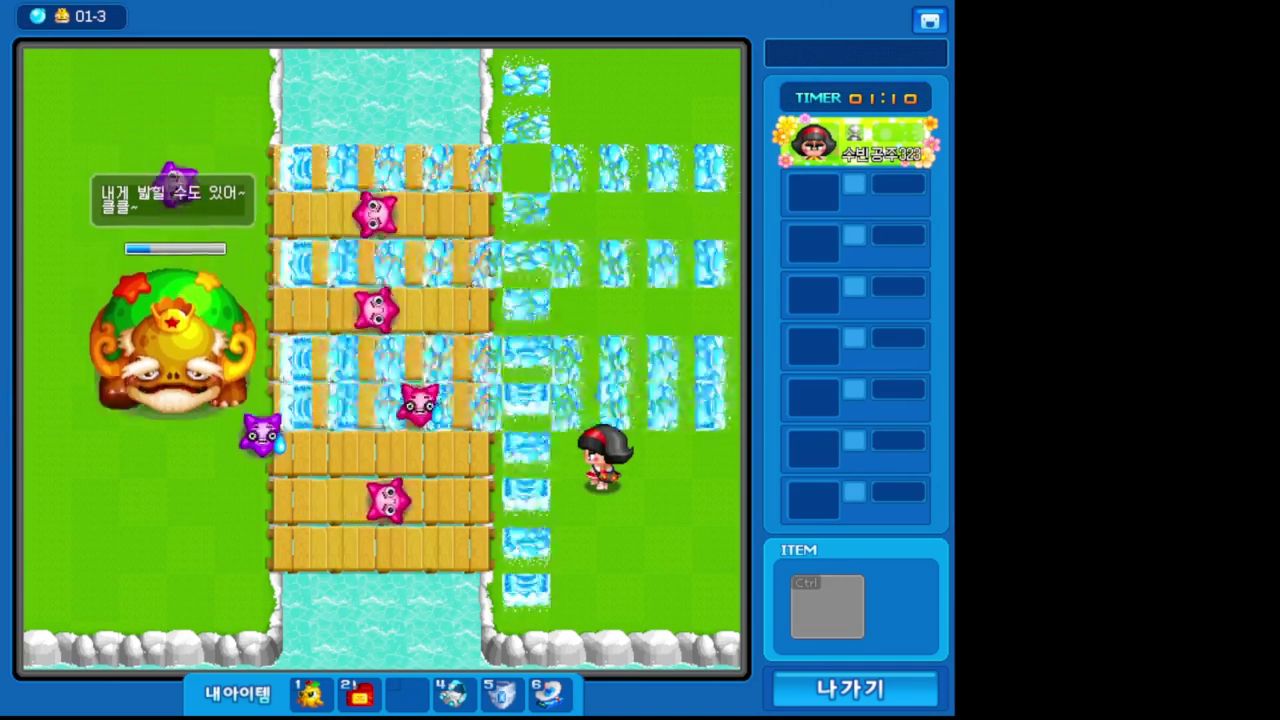 01-3
TIMER 01:10
수빈공주323
내게 밟힐 수도 있어~
클클~
ITEM
Ctrl
내아이템
1
2
4
5
6
나가기